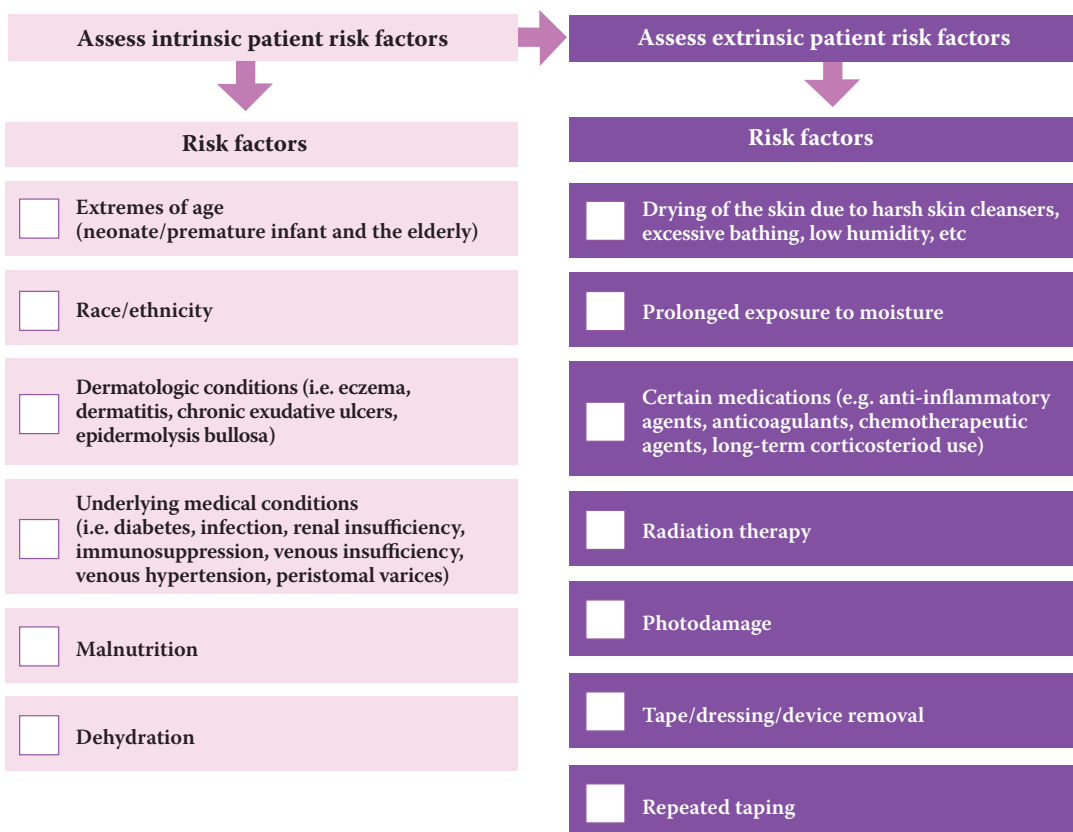 Assess intrinsic patient risk factors
Risk factors
Extremes of age
(neonate/premature infant and the elderly)
Race/ethnicity
Dermatologic conditions (i.e. eczema,
dermatitis, chronic exudative ulcers,
epidermolysis bullosa)
Underlying medical conditions
(i.e. diabetes, infection, renal insufficiency,
immunosuppression, venous insufficiency,
venous hypertension, peristomal varices)
Malnutrition
Dehydration
Assess extrinsic patient risk factors
Risk factors
Drying of the skin due to harsh skin cleansers,
excessive bathing, low humidity, etc
Prolonged exposure to moisture
Certain medications (e.g. anti-inflammatory
agents, anticoagulants, chemotherapeutic
agents, long-term corticosteriod use)
Radiation therapy
Photodamage
Tape/dressing/device removal
Repeated taping